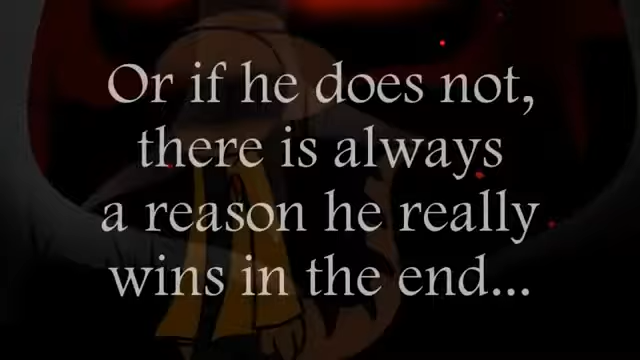 Or if he does not,
there is always
a reason he really
wins in the end...